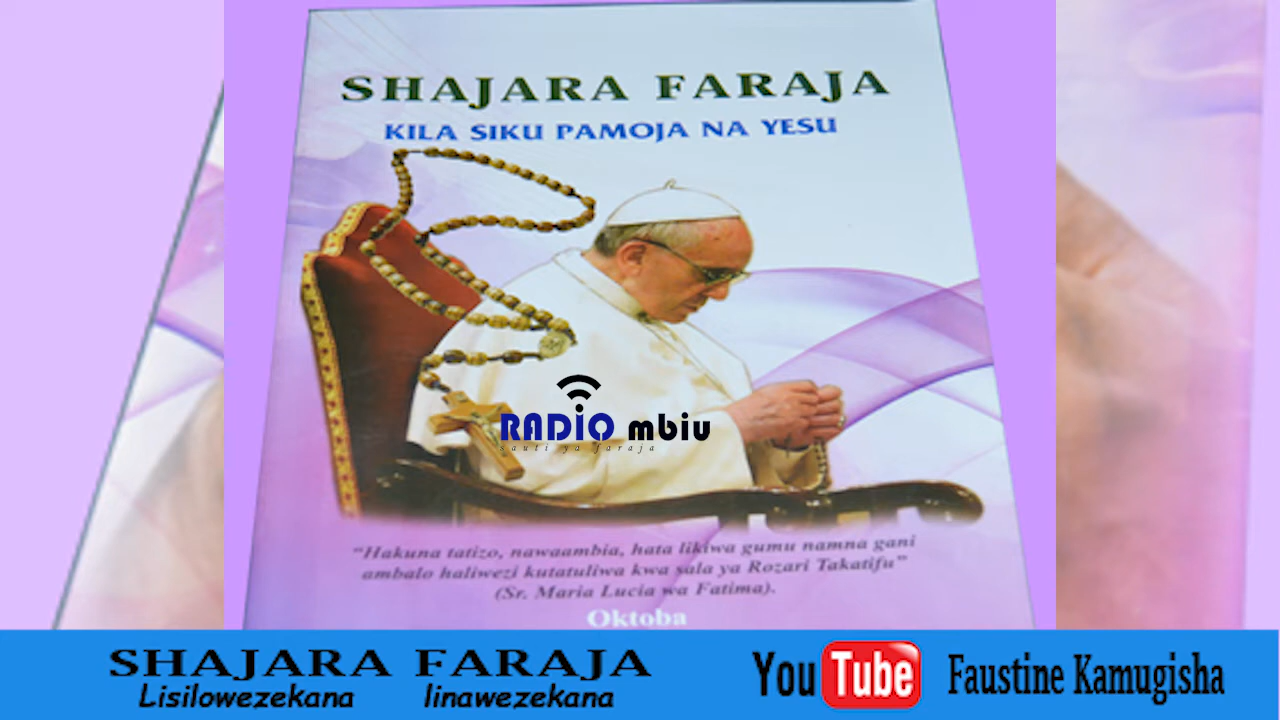 SHAJARA FARAJA
KILA SIKU PAMOJA NA YESU
RADIO mbiu
sauti ya faraja
"Hakuna tatizo, nawaambia, hata likiwa gumu namna gani
ambalo haliwezi kutatuliwa kwa sala ya Rozari Takatifu"
(Sr. Maria Lucia wa Fatima).
Oktoba
SHAJARA FARAJA
Lisilowezekana linawezekana
YouTube Faustine Kamugisha